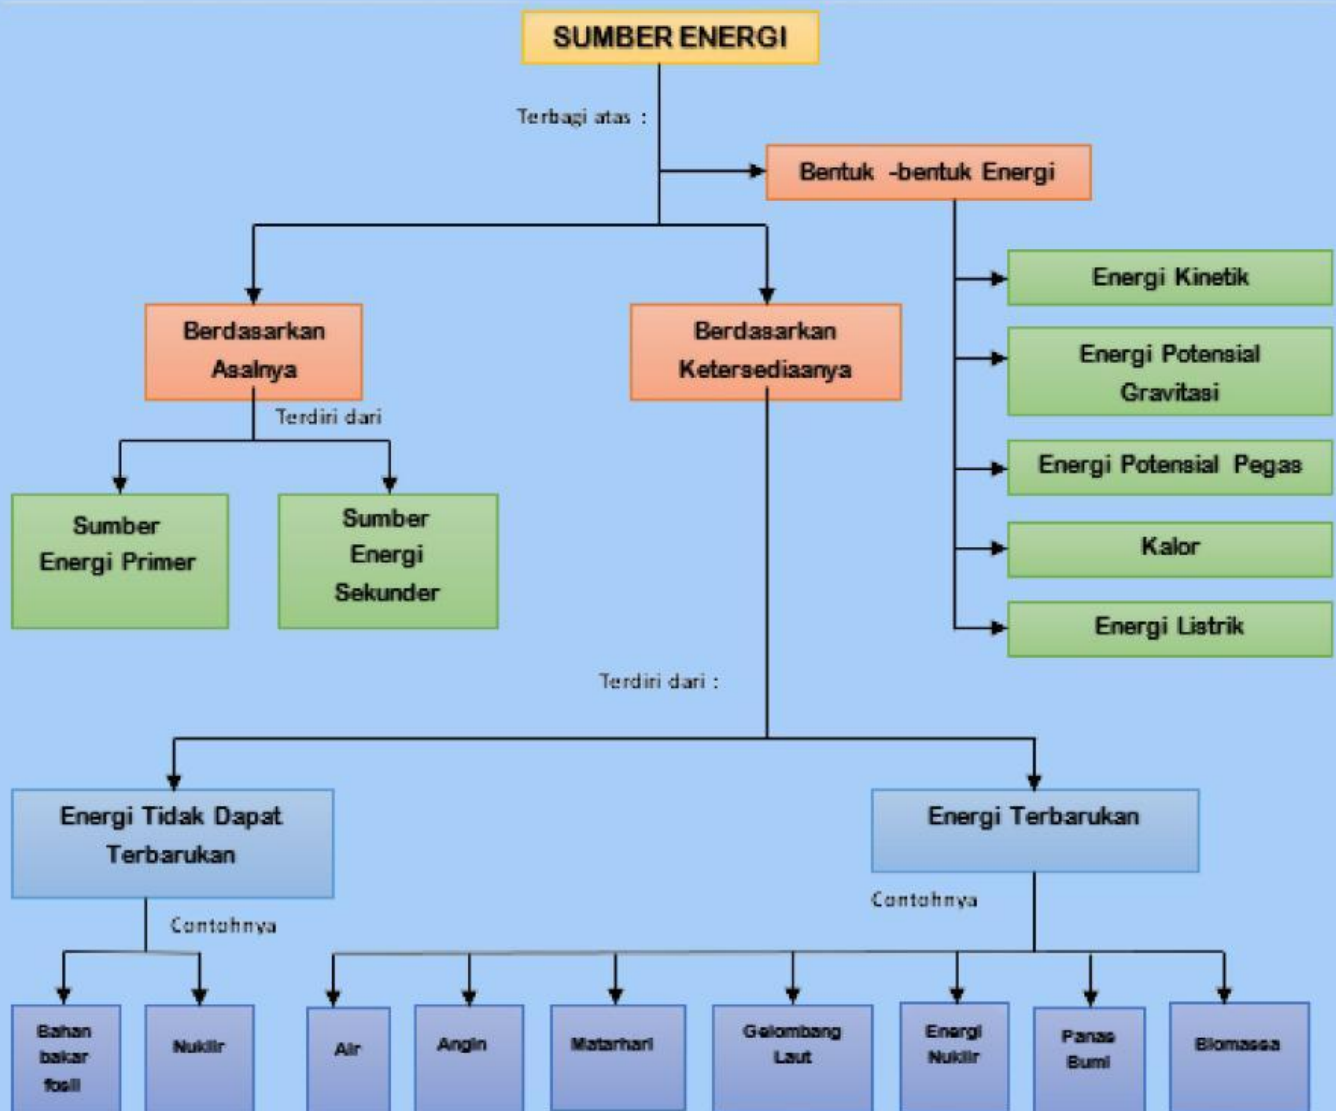 SUMBER ENERGI
Terbagi atas :
Bentuk -bentuk Energi
Energi Kinetik
Berdasarkan
Asalnya
Berdasarkan
Ketersediaanya
Energi Potensial
Gravitasi
Terdiri dari
Energi Potensial Pegas
Sumber
Energi Primer
Sumber
Energi
Sekunder
Kalor
Energi Listrik
Terdiri dari :
Energi Tidak Dapat
Terbarukan
Energi Terbarukan
Contohnya
Contohnya
Bahan
bakar
fosil
Nuklir
Air
Angin
Matarhari
Gelombang
Laut
Energi
Nuklir
Panas
Bumi
Biomassa